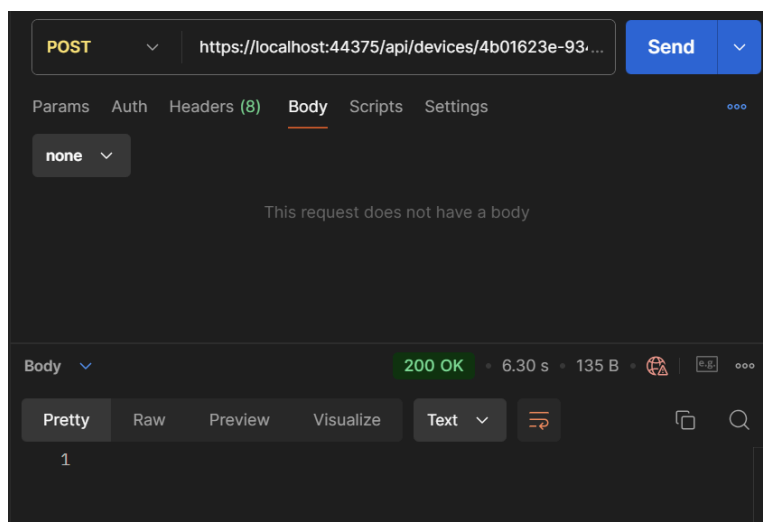 POST https://localhost:44375/api/devices/4b01623e-934... Send
Params Auth Headers (8) Body Scripts Settings
none
This request does not have a body
Body 200 OK 6.30 s 135 B e.g.
Pretty Raw Preview Visualize Text
1